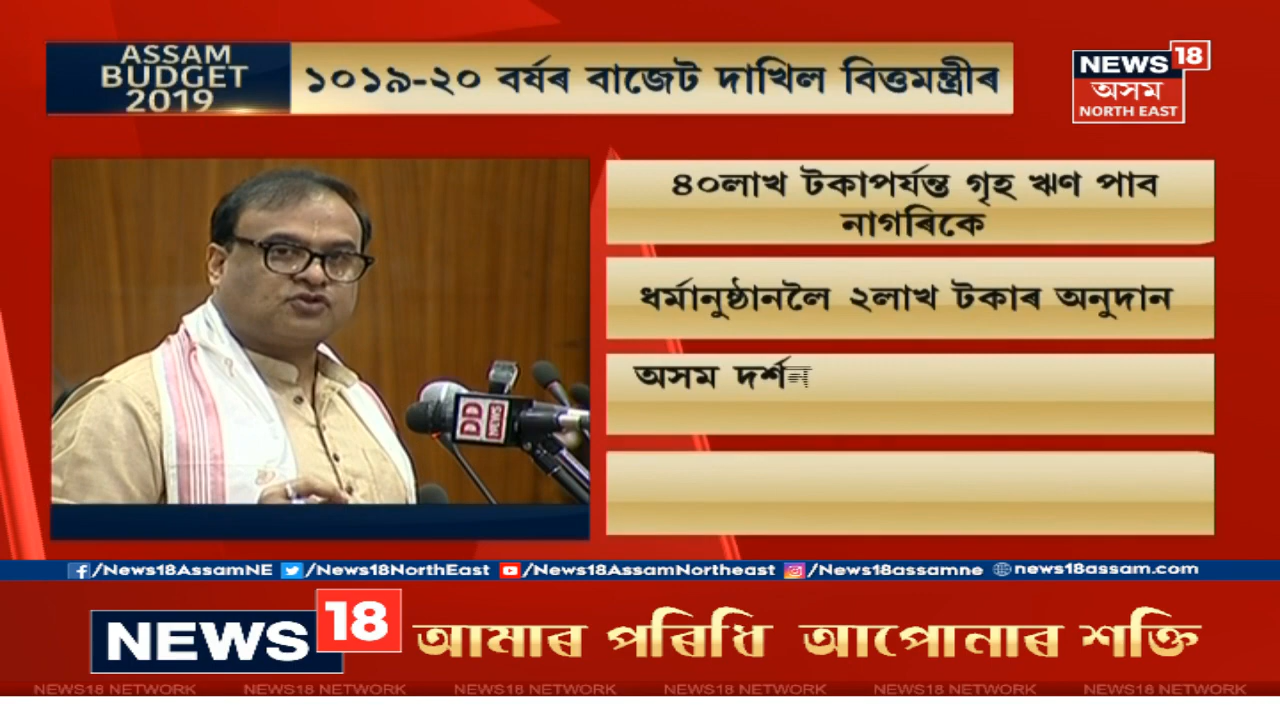 ASSAM
BUDGET
2019
১০১৯-২০ বৰ্ষৰ বাজেট দাখিল বিত্তমন্ত্ৰীৰ
NEWS 18
অসম
NORTH EAST
৪০লাখ টকাপৰ্যন্ত গৃহ ঋণ পাব
নাগৰিকে
ধৰ্মানুষ্ঠানলৈ ২লাখ টকাৰ অনুদান
অসম দৰ্শন
DD
NEWS
/News18AssamNE /News18NorthEast /News18AssamNortheast /News18assamne news18assam.com
NEWS 18 আমাৰ পৰিধি আপোনাৰ শক্তি
NEWS18 NETWORK NEWS18 NETWORK NEWS18 NETWORK NEWS18 NETWORK NEWS18 NETWORK NEWS18 NETWORK